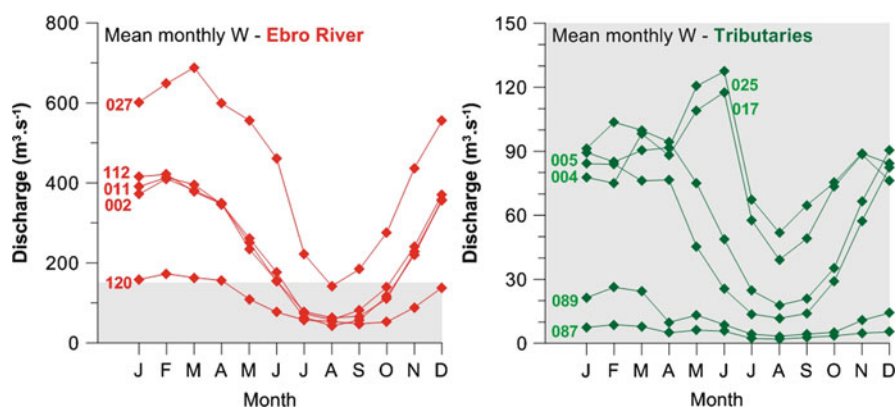 Mean monthly W - Ebro River
Discharge (m³.s⁻¹)
800
600
400
200
0
027
112
011
002
120
J F M A M J J A S O N D
Month
Mean monthly W - Tributaries
Discharge (m³.s⁻¹)
150
120
90
60
30
0
025
017
005
004
089
087
J F M A M J J A S O N D
Month